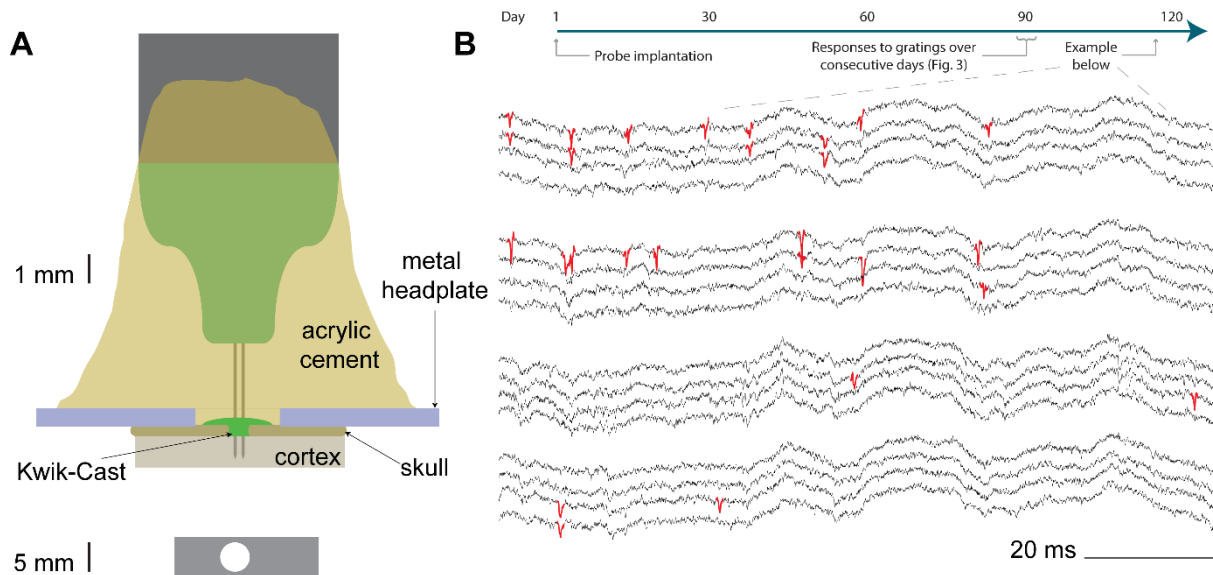 A
1 mm
metal
headplate
acrylic
cement
Kwik-Cast
cortex
skull
5 mm
B
Day 1 30 60 90 120
Probe implantation
Responses to gratings over
consecutive days (Fig. 3)
Example
below
20 ms